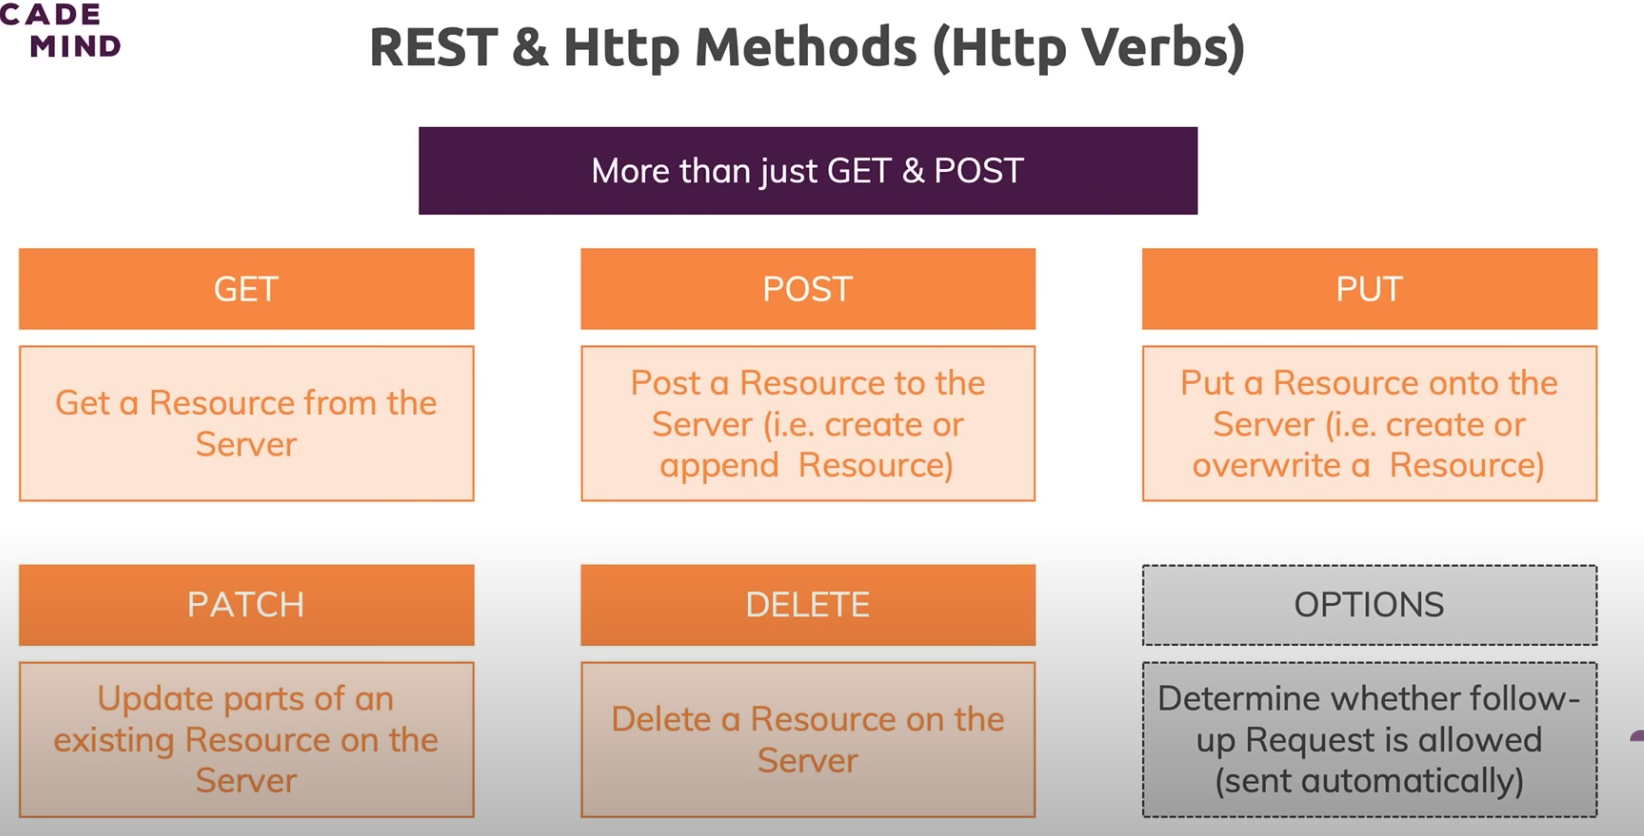 CADE
MIND
REST & Http Methods (Http Verbs)
More than just GET & POST
GET
POST
PUT
Get a Resource from the
Server
Post a Resource to the
Server (i.e. create or
append Resource)
Put a Resource onto the
Server (i.e. create or
overwrite a Resource)
PATCH
DELETE
OPTIONS
Update parts of an
existing Resource on the
Server
Delete a Resource on the
Server
Determine whether follow-
up Request is allowed
(sent automatically)